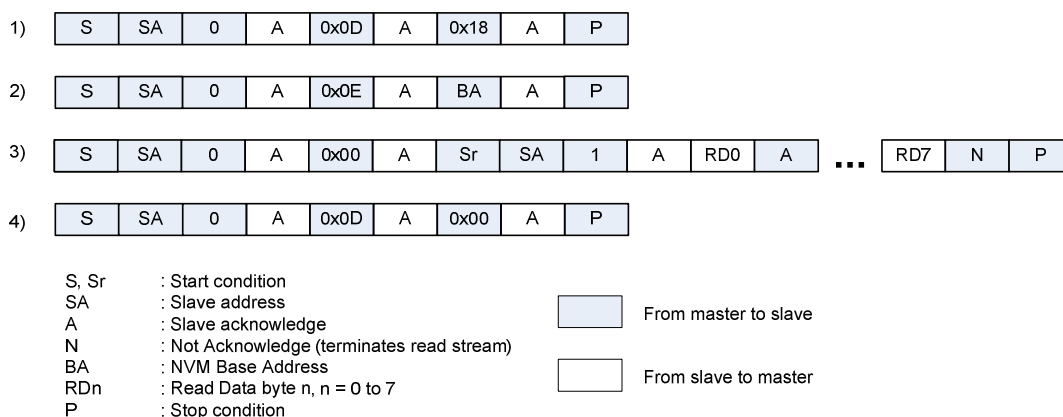 1) S SA 0 A 0x0D A 0x18 A P
2) S SA 0 A 0x0E A BA A P
3) S SA 0 A 0x00 A Sr SA 1 A RD0 A ... RD7 N P
4) S SA 0 A 0x0D A 0x00 A P
S, Sr : Start condition
SA : Slave address
A : Slave acknowledge
N : Not Acknowledge (terminates read stream)
BA : NVM Base Address
RDn : Read Data byte n, n = 0 to 7
P : Stop condition
From master to slave
From slave to master